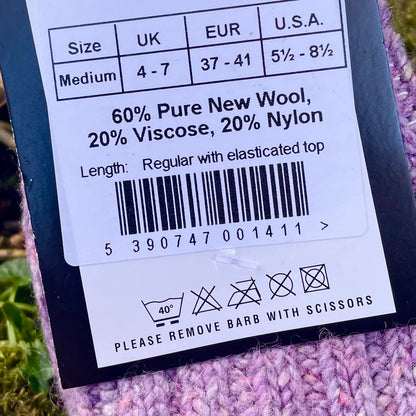 Size UK EUR U.S.A.
Medium 4 - 7 37 - 41 5½ - 8½
60% Pure New Wool,
20% Viscose, 20% Nylon
Length: Regular with elasticated top
5 390747 001411 >
40°
PLEASE REMOVE BARB WITH SCISSORS